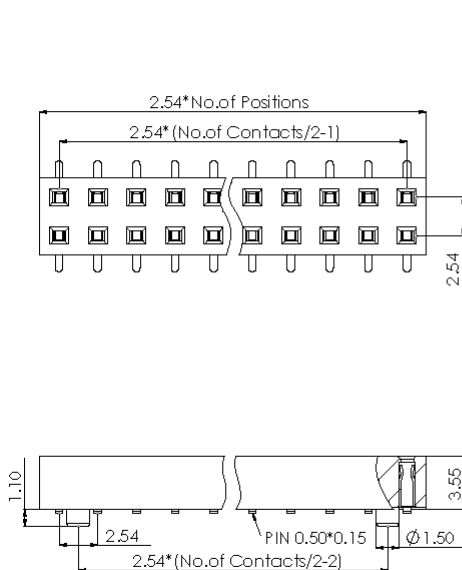 2.54*No.of Positions
2.54*(No.of Contacts/2-1)
2.54
1.10
3.55
2.54
PIN 0.50*0.15
Ø1.50
2.54*(No.of Contacts/2-2)